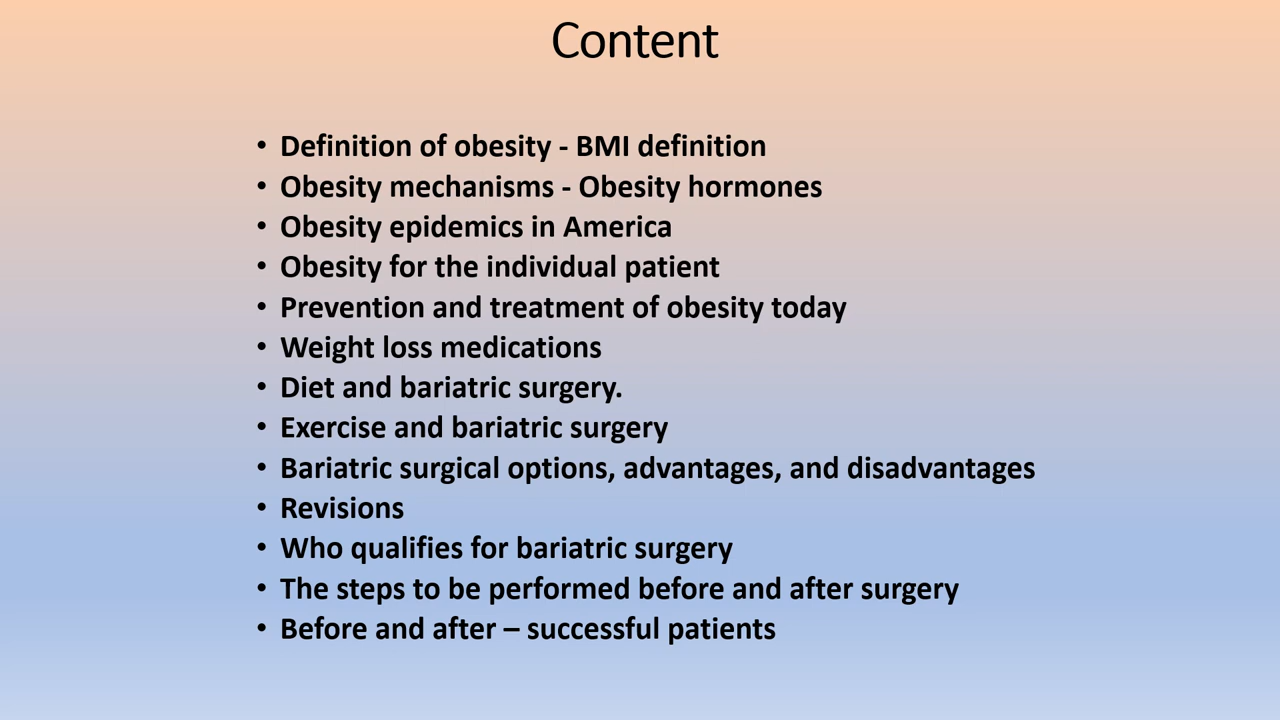 Content
• Definition of obesity - BMI definition
• Obesity mechanisms - Obesity hormones
• Obesity epidemics in America
• Obesity for the individual patient
• Prevention and treatment of obesity today
• Weight loss medications
• Diet and bariatric surgery.
• Exercise and bariatric surgery
• Bariatric surgical options, advantages, and disadvantages
• Revisions
• Who qualifies for bariatric surgery
• The steps to be performed before and after surgery
• Before and after – successful patients